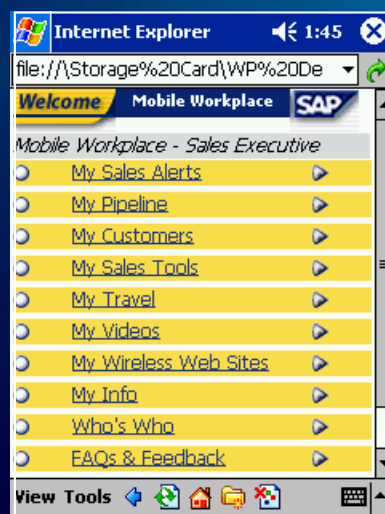 Internet Explorer 1:45
file://\Storage%20Card\WP%20De
Welcome Mobile Workplace SAP
Mobile Workplace - Sales Executive
My Sales Alerts
My Pipeline
My Customers
My Sales Tools
My Travel
My Videos
My Wireless Web Sites
My Info
Who's Who
FAQs & Feedback
View Tools